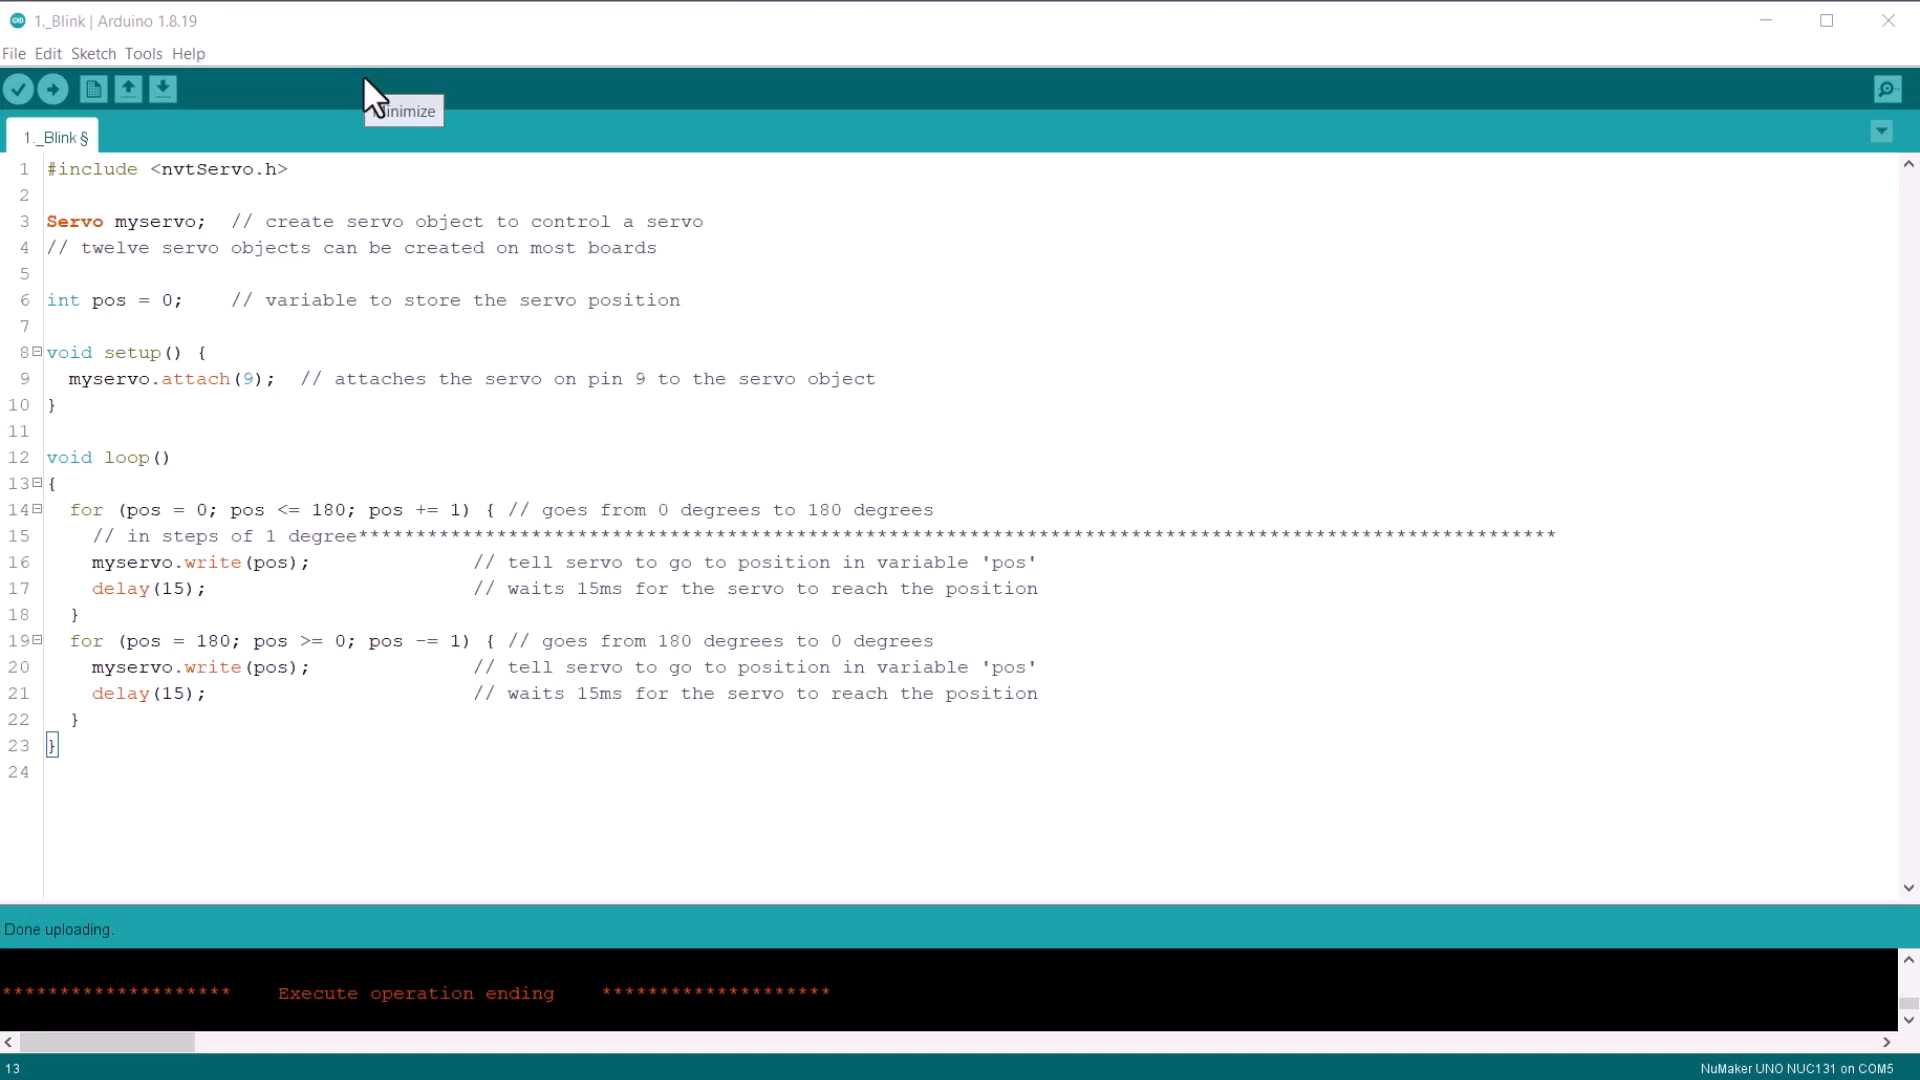 1._Blink | Arduino 1.8.19
File Edit Sketch Tools Help
inimize
1._Blink §
1 #include <nvtServo.h>
2
3 Servo myservo;  // create servo object to control a servo
4 // twelve servo objects can be created on most boards
5
6 int pos = 0;    // variable to store the servo position
7
8 void setup() {
9   myservo.attach(9);  // attaches the servo on pin 9 to the servo object
10 }
11
12 void loop()
13 {
14   for (pos = 0; pos <= 180; pos += 1) { // goes from 0 degrees to 180 degrees
15     // in steps of 1 degree********************************************************************************************************
16     myservo.write(pos);              // tell servo to go to position in variable 'pos'
17     delay(15);                       // waits 15ms for the servo to reach the position
18   }
19   for (pos = 180; pos >= 0; pos -= 1) { // goes from 180 degrees to 0 degrees
20     myservo.write(pos);              // tell servo to go to position in variable 'pos'
21     delay(15);                       // waits 15ms for the servo to reach the position
22   }
23 }
24
Done uploading.
********************    Execute operation ending    ********************
13 NuMaker UNO NUC131 on COM5